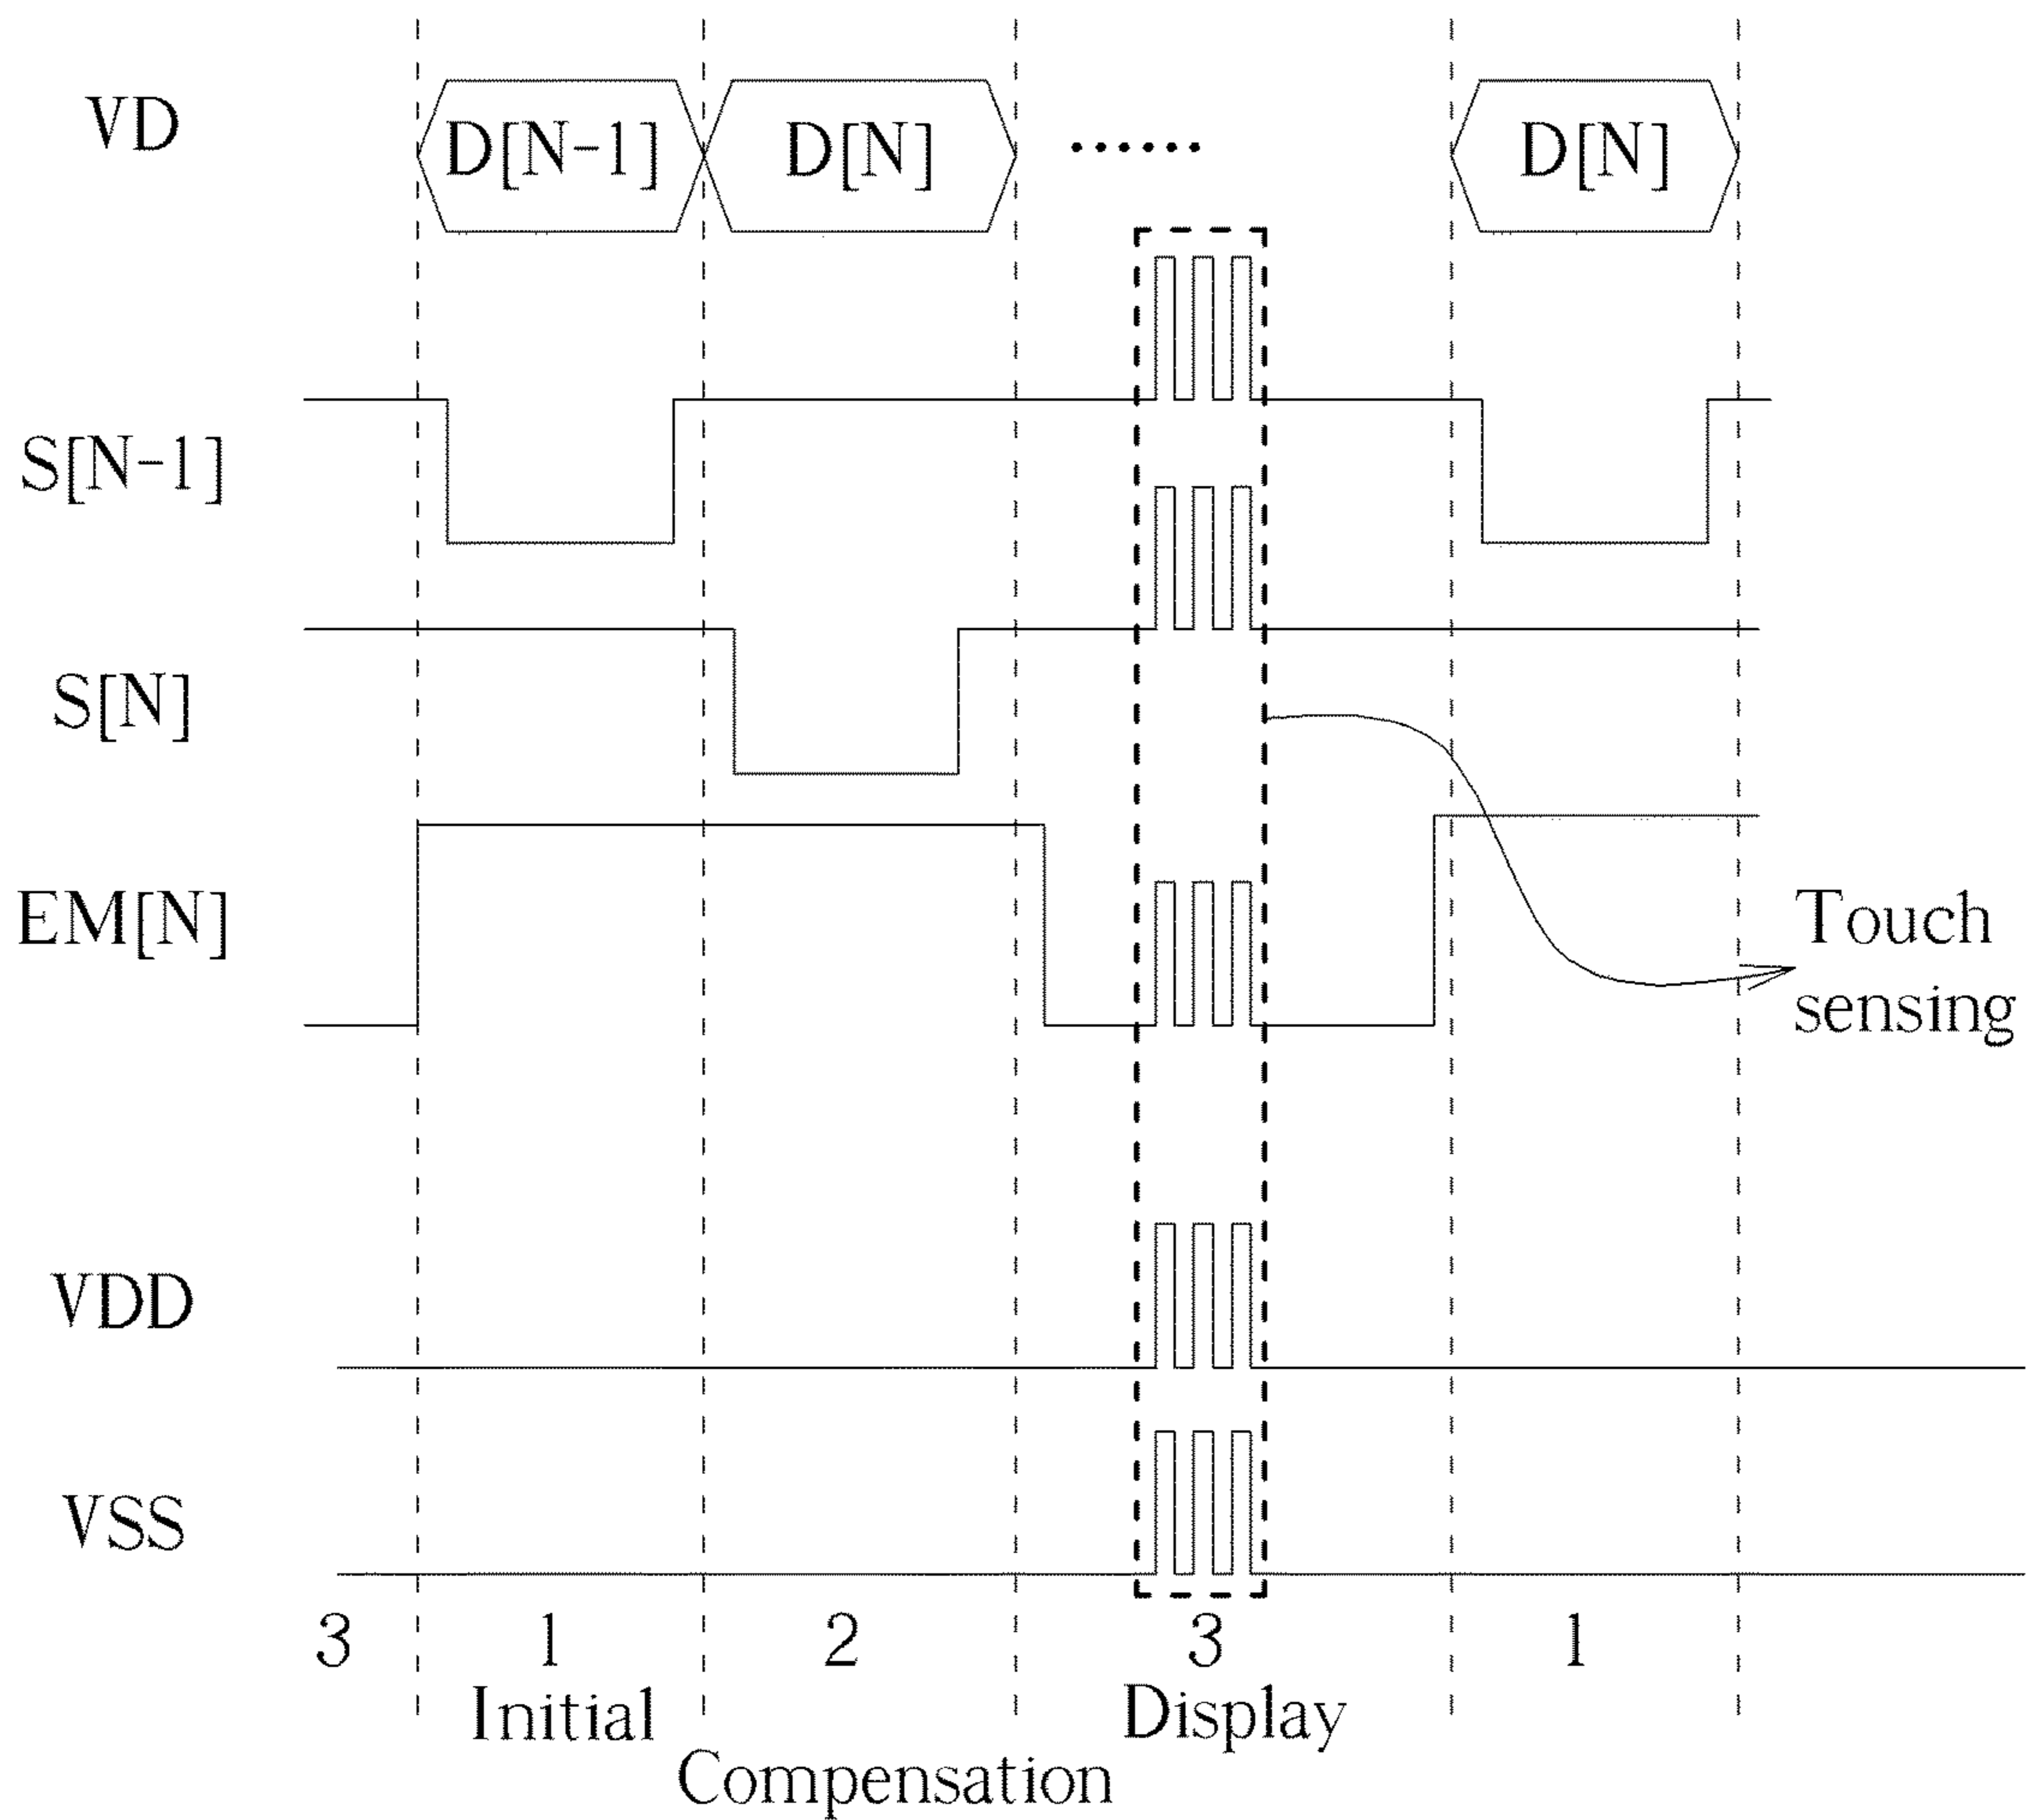 VD
D[N-1]
D[N]
......
D[N]
S[N-1]
S[N]
EM[N]
Touch
sensing
VDD
VSS
3
1
2
3
1
Initial
Display
Compensation